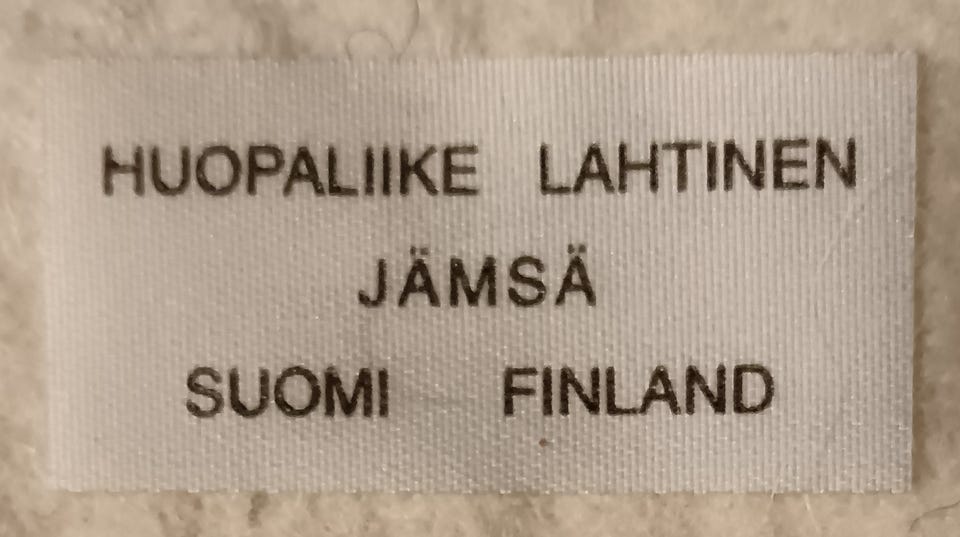 HUOPALIIKE LAHTINEN
JÄMSÄ
SUOMI FINLAND